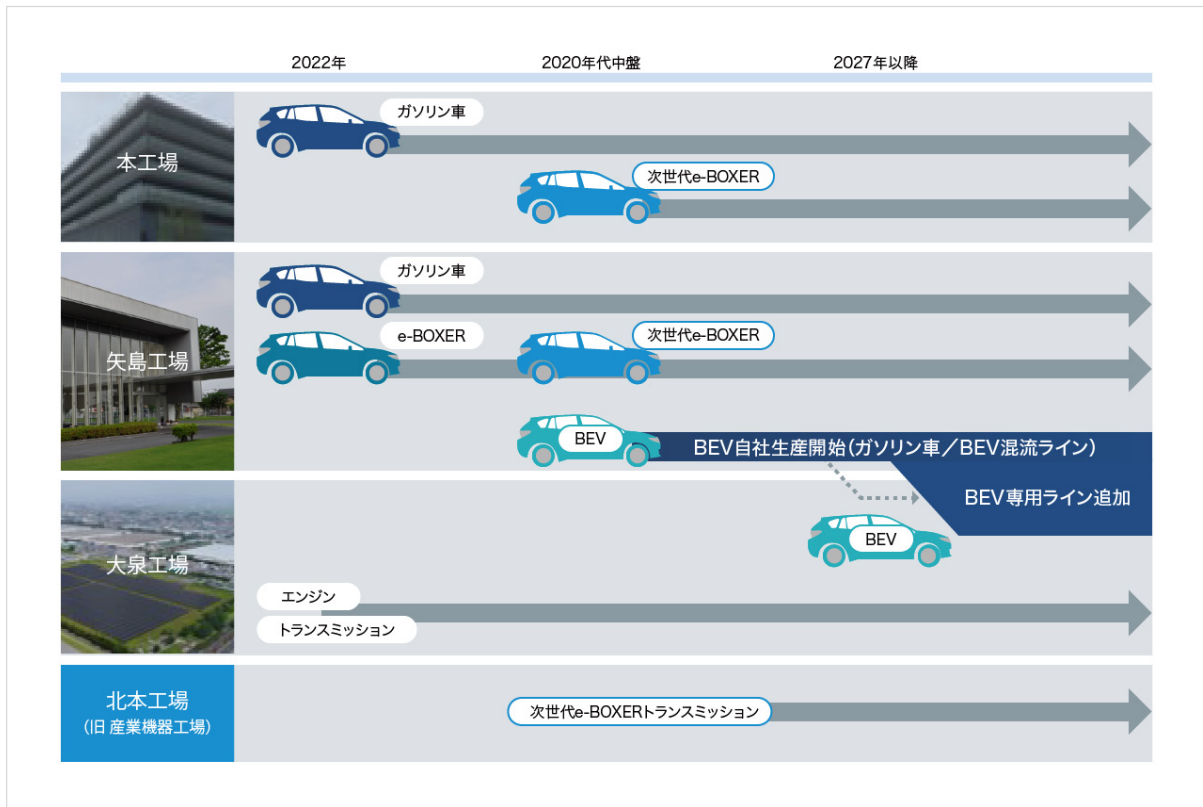 2022年
2020年代中盤
2027年以降
本工場
ガソリン車
次世代e-BOXER
矢島工場
ガソリン車
e-BOXER
次世代e-BOXER
BEV
BEV自社生産開始(ガソリン車/BEV混流ライン)
BEV専用ライン追加
大泉工場
BEV
エンジン
トランスミッション
北本工場
(旧 産業機器工場)
次世代e-BOXERトランスミッション